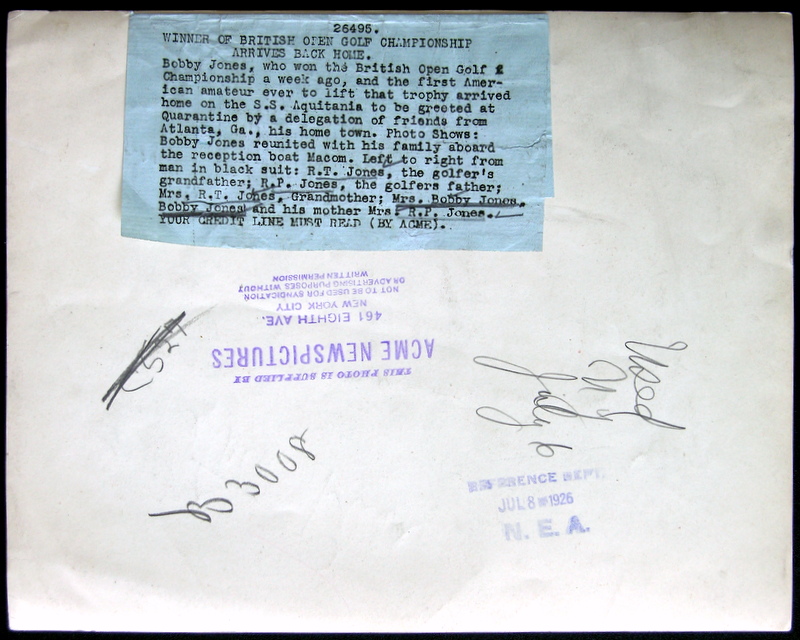 26495.
WINNER OF BRITISH OPEN GOLF CHAMPIONSHIP
ARRIVES BACK HOME.
Bobby Jones, who won the British Open Golf
Championship a week ago, and the first Amer-
ican amateur ever to lift that trophy arrived
home on the S.S. Aquitania to be greeted at
Quarantine by a delegation of friends from
Atlanta, Ga., his home town. Photo Shows:
Bobby Jones reunited with his family aboard
the reception boat Macom. Left to right from
man in black suit: R.T. Jones, the golfer's
grandfather; R.P. Jones, the golfers father;
Mrs. R.T. Jones, Grandmother; Mrs. Bobby Jones.
Bobby Jones and his mother Mrs. R.P. Jones.
YOUR CREDIT LINE MUST READ (BY ACME).
THIS PHOTO IS SUPPLIED BY
ACME NEWSPICTURES
461 EIGHTH AVE.
NEW YORK CITY
NOT TO BE USED FOR SYNDICATION
OR ADVERTISING PURPOSES WITHOUT
WRITTEN PERMISSION
Used
NY
July 6
B3008
REFERENCE DEPT.
JUL 8 1926
N. E. A.